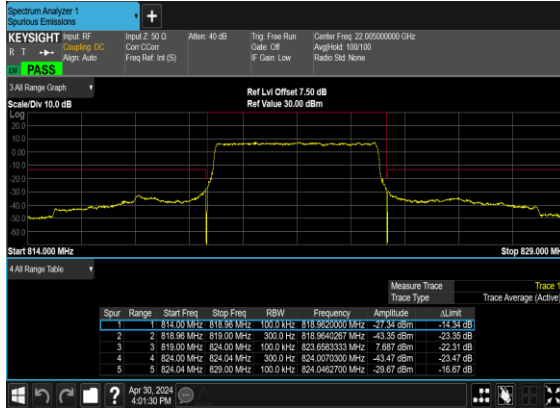 Spectrum Analyzer 1
Spurious Emissions
KEYSIGHT Input: RF Input Z: 50 Ω Atten: 40 dB Trig: Free Run Center Freq: 22.005000000 GHz
R T Coupling: DC Corr CCorr Gate: Off Avg|Hold: 100/100
Align: Auto Freq Ref: Int (S) IF Gain: Low Radio Std: None
PASS
3 All Range Graph
Ref Lvl Offset 7.50 dB
Scale/Div 10.0 dB Ref Value 30.00 dBm
Log
20.0
10.0
0.00
-10.0
-20.0
-30.0
-40.0
-50.0
-60.0
Start 814.000 MHz Stop 829.000 MH
4 All Range Table
Measure Trace Trace 1
Trace Type Trace Average (Active)
Spur Range Start Freq Stop Freq RBW Frequency Amplitude ΔLimit
1 1 814.00 MHz 818.96 MHz 100.0 kHz 818.9620000 MHz -27.34 dBm -14.34 dB
2 2 818.96 MHz 819.00 MHz 300.0 Hz 818.9640267 MHz -43.35 dBm -23.35 dB
3 3 819.00 MHz 824.00 MHz 100.0 kHz 823.6583333 MHz 7.687 dBm -22.31 dB
4 4 824.00 MHz 824.04 MHz 300.0 Hz 824.0070300 MHz -43.47 dBm -23.47 dB
5 5 824.04 MHz 829.00 MHz 100.0 kHz 824.0462700 MHz -29.67 dBm -16.67 dB
Apr 30, 2024
4:01:30 PM